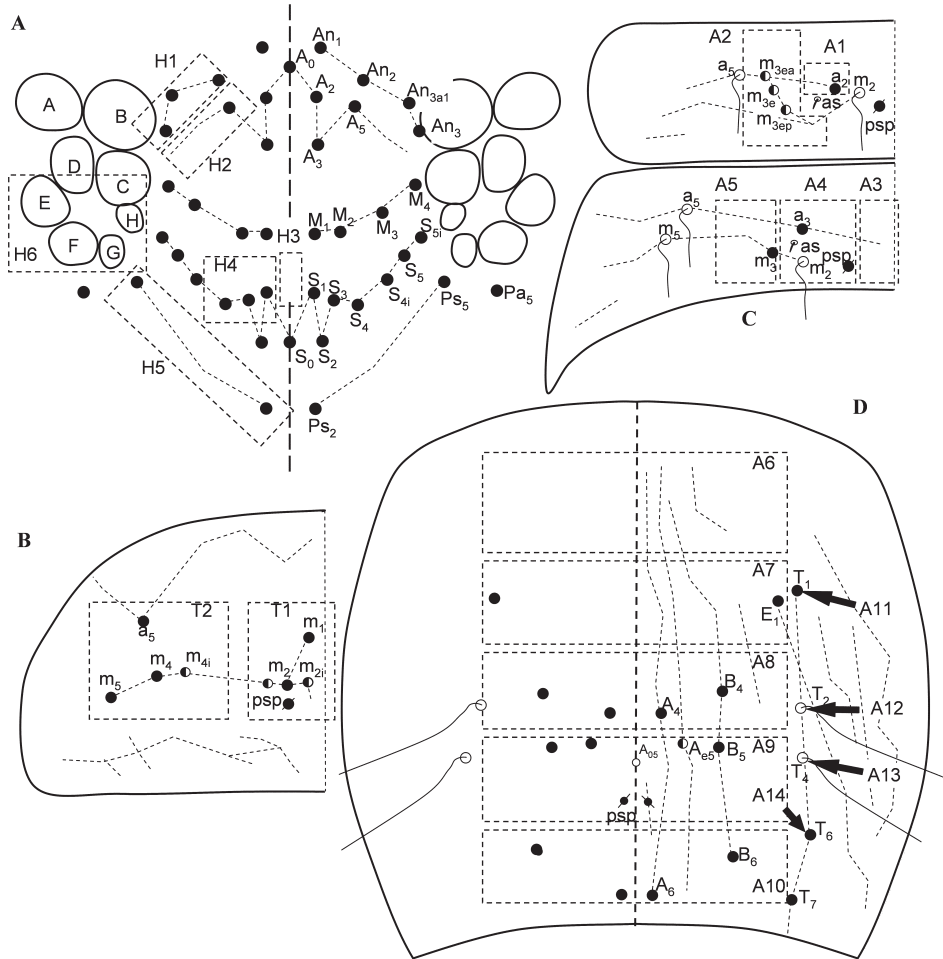 A
An₁
A₀
H1
An₂
A₂
An₃ₐ₁
A
B
A₅
An₃
H2
A₃
D
C
E
M₄
H
M₁
M₂
M₃
S₅ᵢ
H3
F
G
H6
H4
S₅
S₁
S₃
S₄ᵢ
Ps₅
Pa₅
S₄
H5
S₀
S₂
Ps₂
A2
A1
a₅
m₃ₑₐ
a₂
m₂
m₃ₑ
as
m₃ₑₚ
psp
A5
A4
A3
a₅
a₃
m₅
as
m₃
m₂
psp
C
D
B
T2
T1
a₅
m₁
m₄
m₄ᵢ
m₂
m₂ᵢ
m₅
psp
A6
A7
T₁
E₁
A11
A8
B₄
T₂
A₄
A12
A9
A₀₅
Aₑ₅
B₅
T₄
A13
A14
psp
T₆
B₆
A₆
A10
T₇